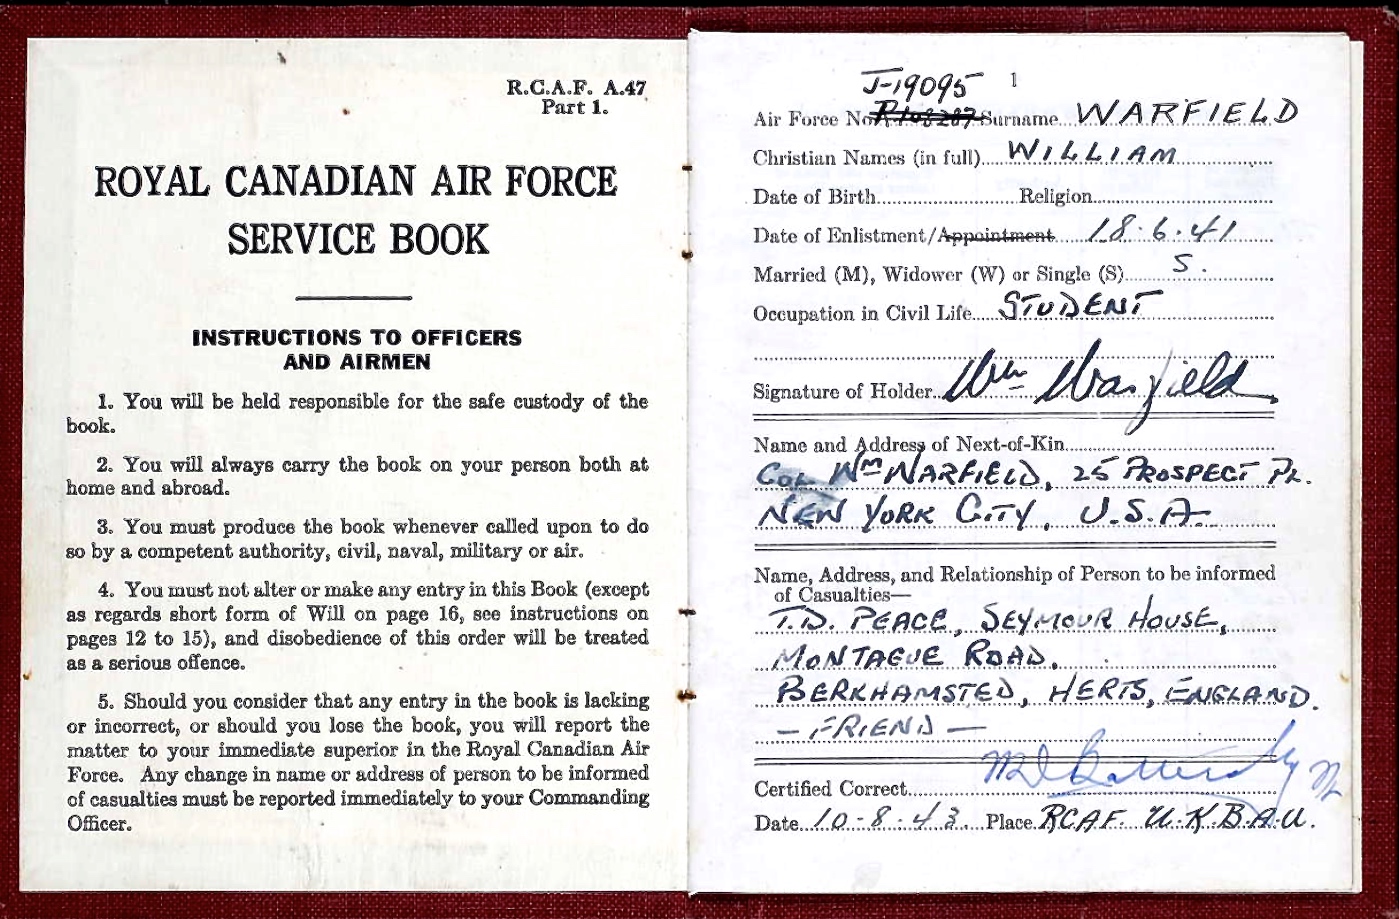 R.C.A.F. A.47
Part 1.
ROYAL CANADIAN AIR FORCE
SERVICE BOOK
INSTRUCTIONS TO OFFICERS
AND AIRMEN
1. You will be held responsible for the safe custody of the
book.
2. You will always carry the book on your person both at
home and abroad.
3. You must produce the book whenever called upon to do
so by a competent authority, civil, naval, military or air.
4. You must not alter or make any entry in this Book (except
as regards short form of Will on page 16, see instructions on
pages 12 to 15), and disobedience of this order will be treated
as a serious offence.
5. Should you consider that any entry in the book is lacking
or incorrect, or should you lose the book, you will report the
matter to your immediate superior in the Royal Canadian Air
Force. Any change in name or address of person to be informed
of casualties must be reported immediately to your Commanding
Officer.
1
J-19095
Air Force No. Surname WARFIELD
Christian Names (in full) WILLIAM
Date of Birth Religion
Date of Enlistment/Appointment 18.6.41
Married (M), Widower (W) or Single (S) S.
Occupation in Civil Life STUDENT
Signature of Holder Wm Warfield
Name and Address of Next-of-Kin
COL WM WARFIELD, 25 PROSPECT PL.
NEW YORK CITY, U.S.A.
Name, Address, and Relationship of Person to be informed
of Casualties—
T.D. PEACE, SEYMOUR HOUSE,
MONTAGUE ROAD,
BERKHAMSTED, HERTS, ENGLAND.
- FRIEND -
Certified Correct
Date 10-8-43 Place RCAF U.K.B.A.U.